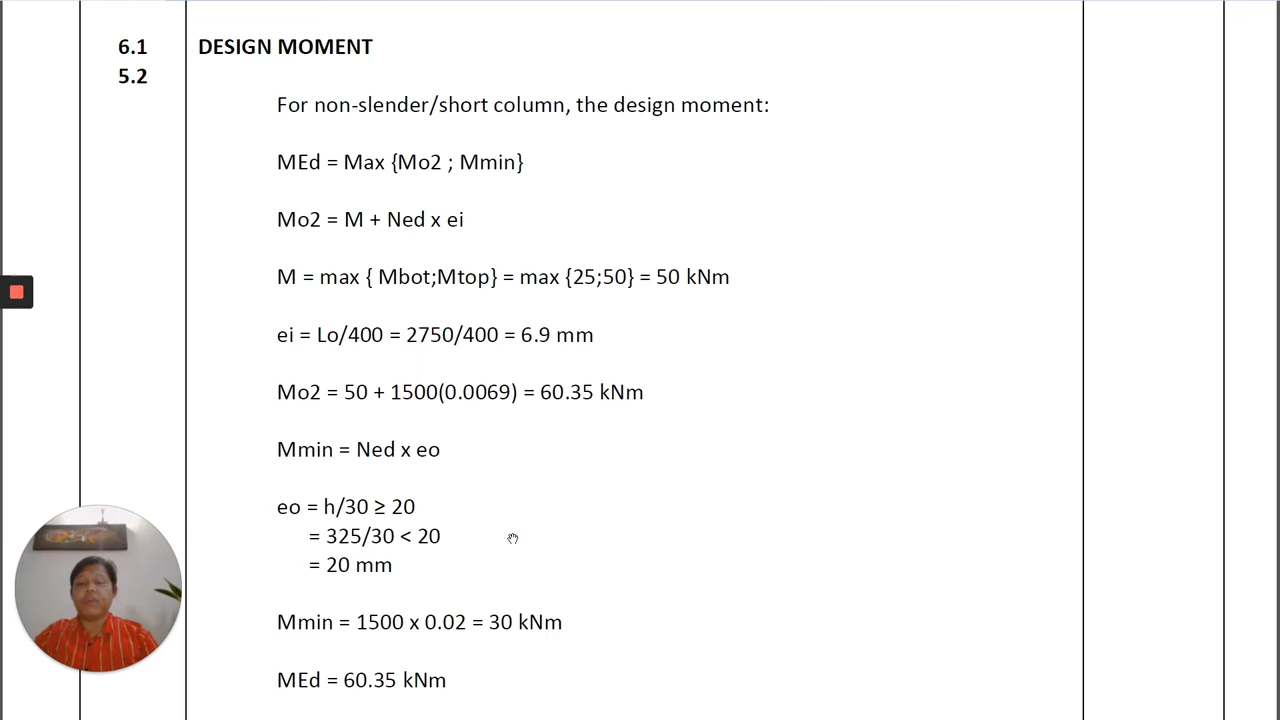 6.1 DESIGN MOMENT
5.2
For non-slender/short column, the design moment:
MEd = Max {Mo2 ; Mmin}
Mo2 = M + Ned x ei
M = max { Mbot;Mtop} = max {25;50} = 50 kNm
ei = Lo/400 = 2750/400 = 6.9 mm
Mo2 = 50 + 1500(0.0069) = 60.35 kNm
Mmin = Ned x eo
eo = h/30 ≥ 20
= 325/30 < 20
= 20 mm
Mmin = 1500 x 0.02 = 30 kNm
MEd = 60.35 kNm